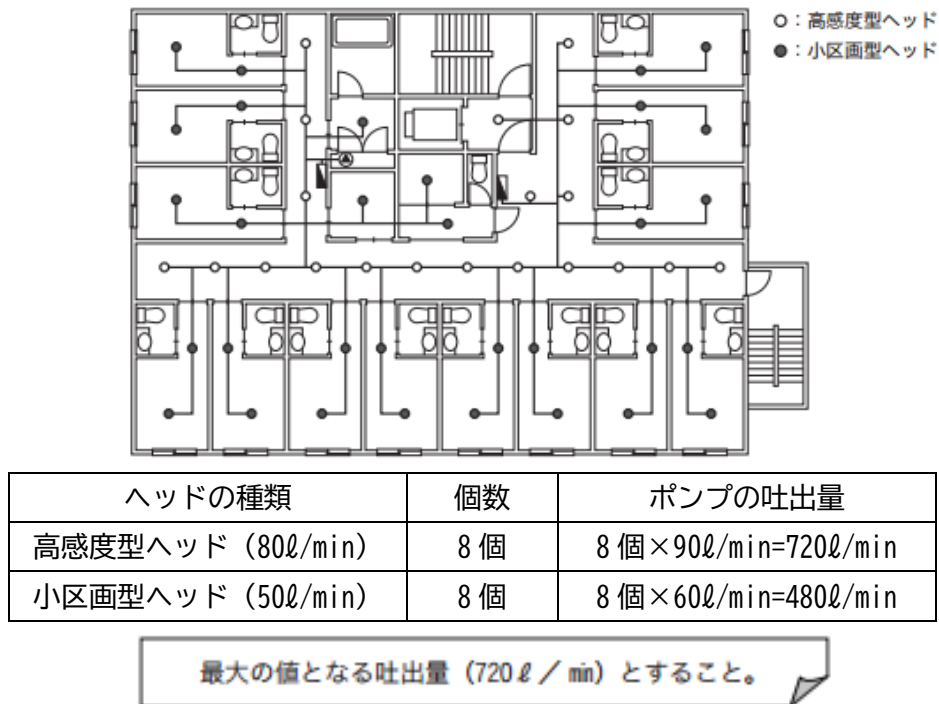 ○：高感度型ヘッド
●：小区画型ヘッド
ヘッドの種類 個数 ポンプの吐出量
高感度型ヘッド（80ℓ/min） 8個 8個×90ℓ/min=720ℓ/min
小区画型ヘッド（50ℓ/min） 8個 8個×60ℓ/min=480ℓ/min
最大の値となる吐出量（720ℓ／㎜）とすること。